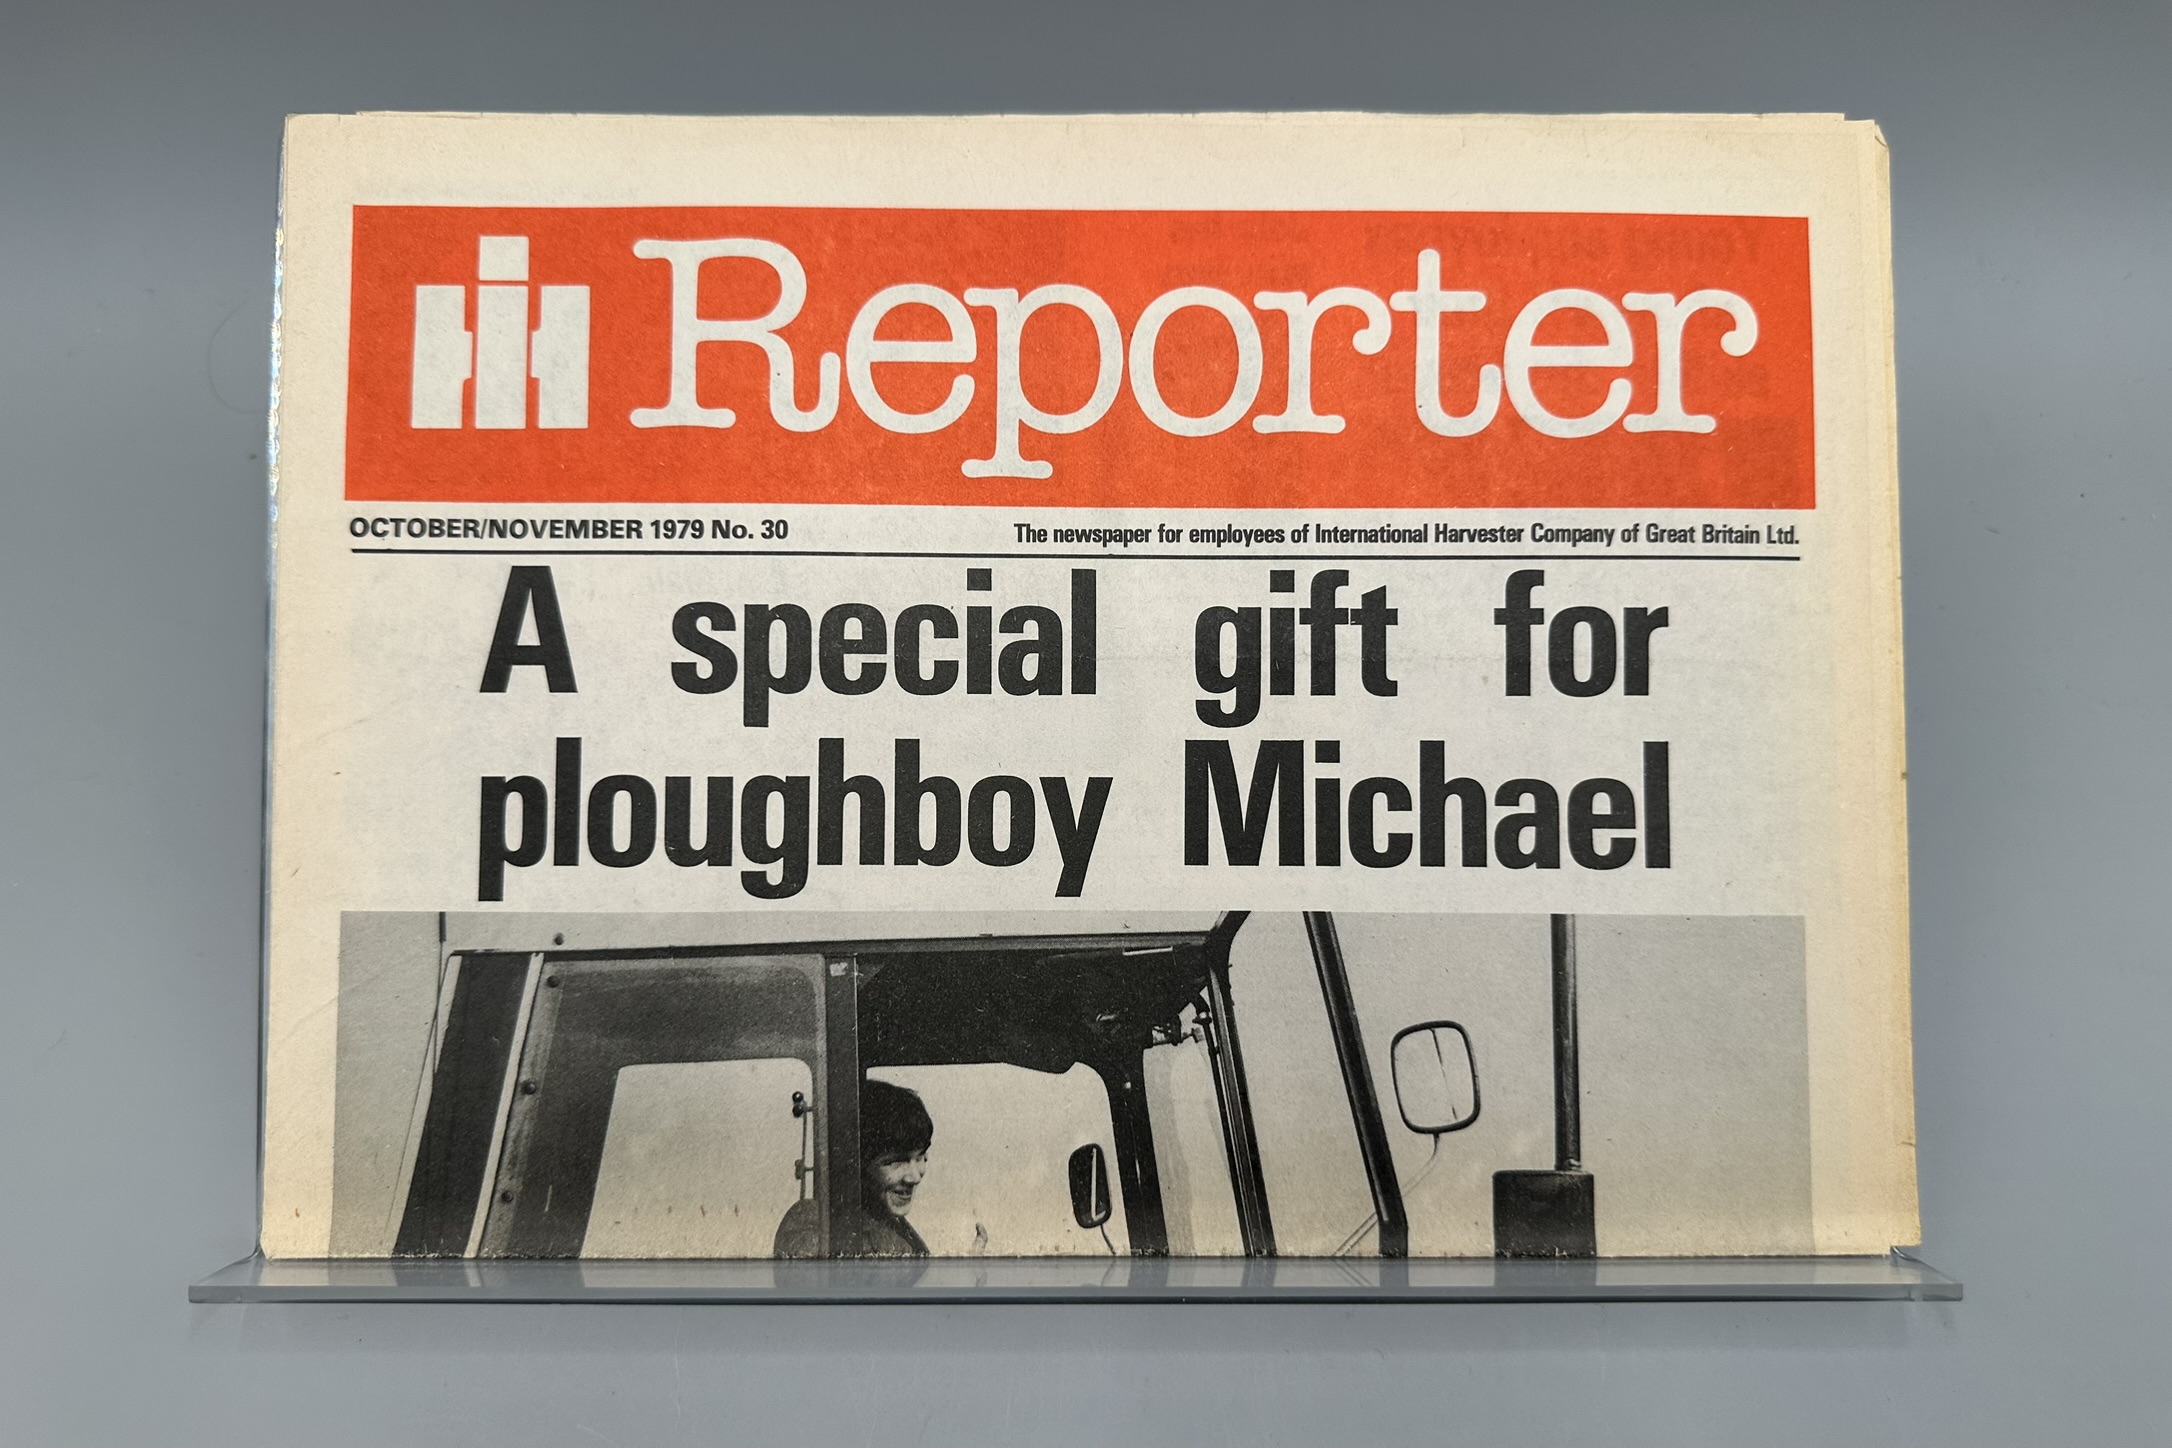 IH Reporter
OCTOBER/NOVEMBER 1979 No. 30
The newspaper for employees of International Harvester Company of Great Britain Ltd.
A special gift for
ploughboy Michael